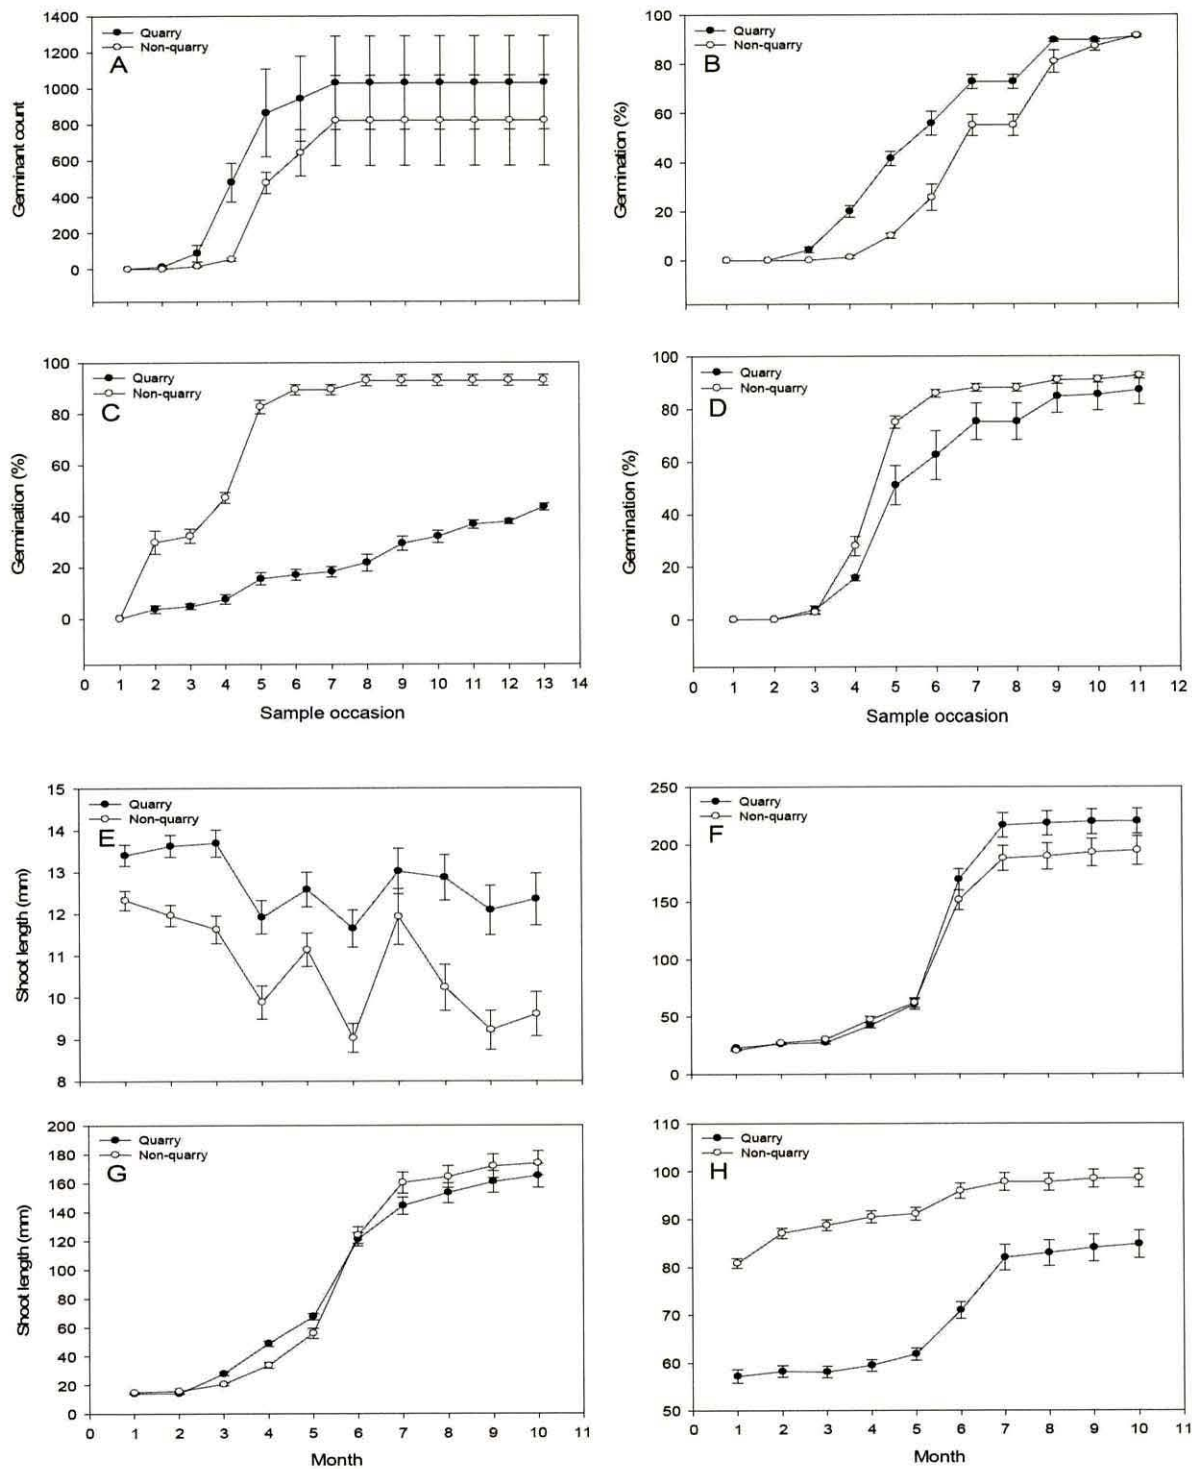 1400
1200
1000
800
600
400
200
0
Germinant count
Quarry
Non-quarry
A
100
80
60
40
20
0
Germination (%)
Quarry
Non-quarry
B
100
80
60
40
20
0
Germination (%)
Quarry
Non-quarry
C
0 1 2 3 4 5 6 7 8 9 10 11 12 13 14
Sample occasion
100
80
60
40
20
0
Germination (%)
Quarry
Non-quarry
D
0 1 2 3 4 5 6 7 8 9 10 11 12
Sample occasion
15
14
13
12
11
10
9
8
Shoot length (mm)
Quarry
Non-quarry
E
250
200
150
100
50
0
Quarry
Non-quarry
F
200
180
160
140
120
100
80
60
40
20
0
Shoot length (mm)
Quarry
Non-quarry
G
0 1 2 3 4 5 6 7 8 9 10 11
Month
110
100
90
80
70
60
50
Quarry
Non-quarry
H
0 1 2 3 4 5 6 7 8 9 10 11
Month